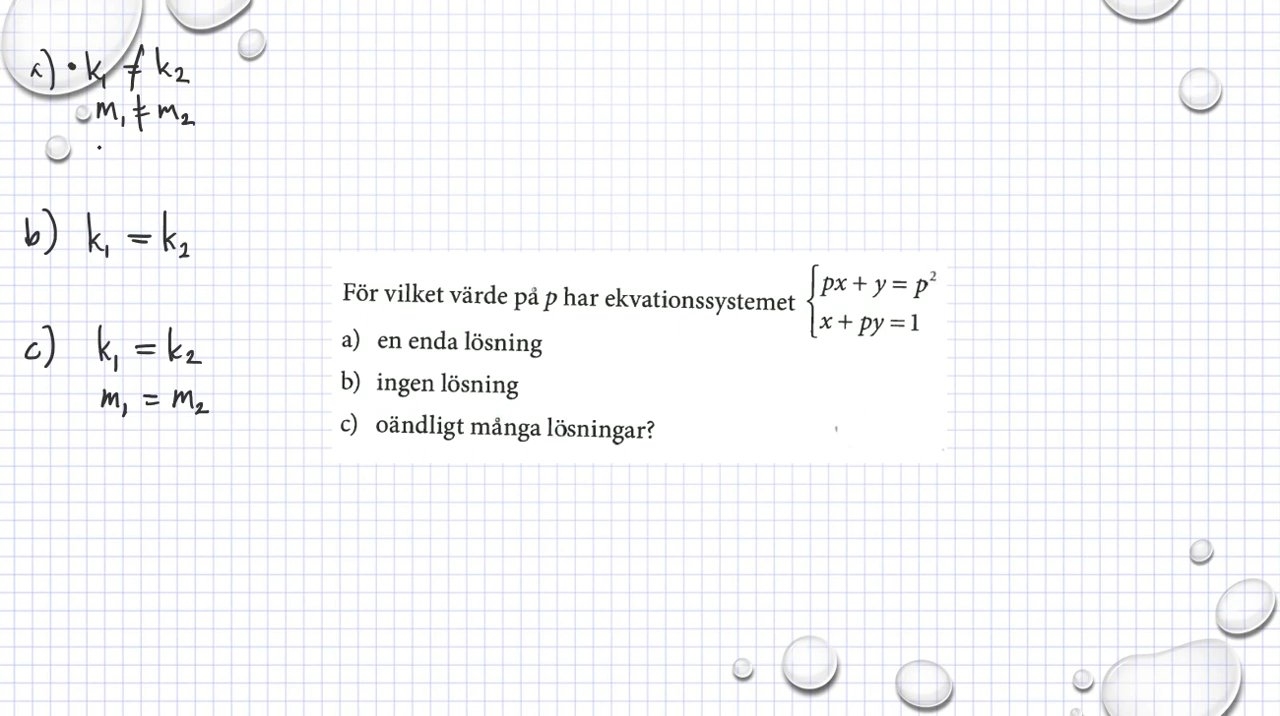 a) • k₁ ≠ k₂
m₁ ≠ m₂
b) k₁ = k₂
c) k₁ = k₂
m₁ = m₂
För vilket värde på p har ekvationssystemet { px + y = p²
x + py = 1
a) en enda lösning
b) ingen lösning
c) oändligt många lösningar?